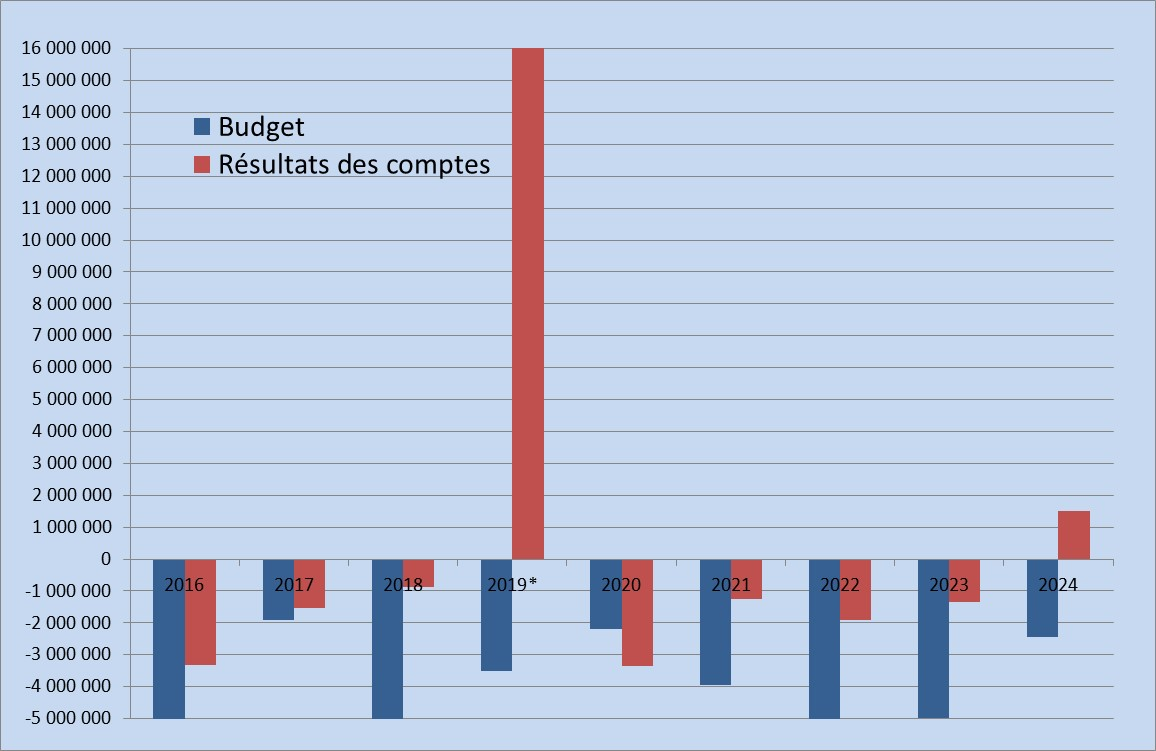 16 000 000
15 000 000
14 000 000
13 000 000
12 000 000
11 000 000
10 000 000
9 000 000
8 000 000
7 000 000
6 000 000
5 000 000
4 000 000
3 000 000
2 000 000
1 000 000
0
-1 000 000
-2 000 000
-3 000 000
-4 000 000
-5 000 000
Budget
Résultats des comptes
2016 2017 2018 2019* 2020 2021 2022 2023 2024